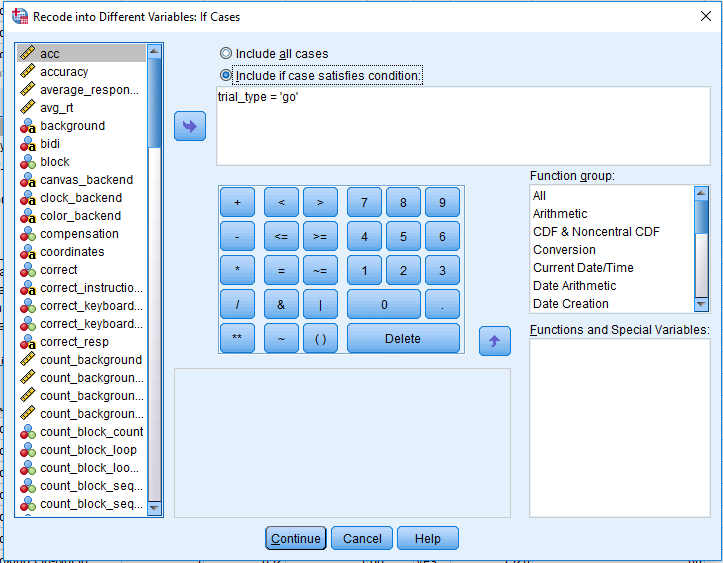 Recode into Different Variables: If Cases
acc
accuracy
average_respon...
avg_rt
background
bidi
block
canvas_backend
clock_backend
color_backend
compensation
coordinates
correct
correct_instructio...
correct_keyboard...
correct_keyboard...
correct_resp
count_background
count_backgroun...
count_backgroun...
count_backgroun...
count_block_count
count_block_loop
count_block_loo...
count_block_seq...
count_block_seq...
Include all cases
Include if case satisfies condition:
trial_type = 'go'
+ < > 7 8 9
- <= >= 4 5 6
* = ~= 1 2 3
/ & | 0 .
** ~ ( ) Delete
Function group:
All
Arithmetic
CDF & Noncentral CDF
Conversion
Current Date/Time
Date Arithmetic
Date Creation
Functions and Special Variables:
Continue Cancel Help